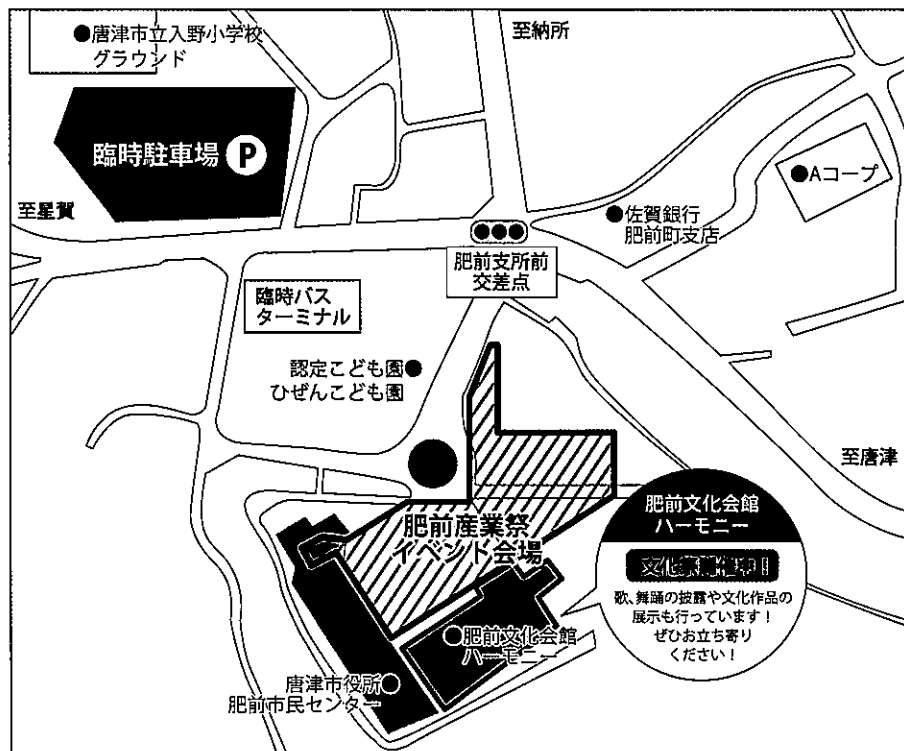 ●唐津市立入野小学校
グラウンド
至納所
臨時駐車場 P
●Aコープ
至星賀
●佐賀銀行
肥前町支店
肥前支所前
交差点
臨時バス
ターミナル
認定こども園●
ひぜんこども園
至唐津
肥前文化会館
ハーモニー
文化祭開催中!
歌、舞踊の披露や文化作品の
展示も行っています!
ぜひお立ち寄り
ください!
肥前産業祭
イベント会場
●肥前文化会館
ハーモニー
唐津市役所●
肥前市民センター